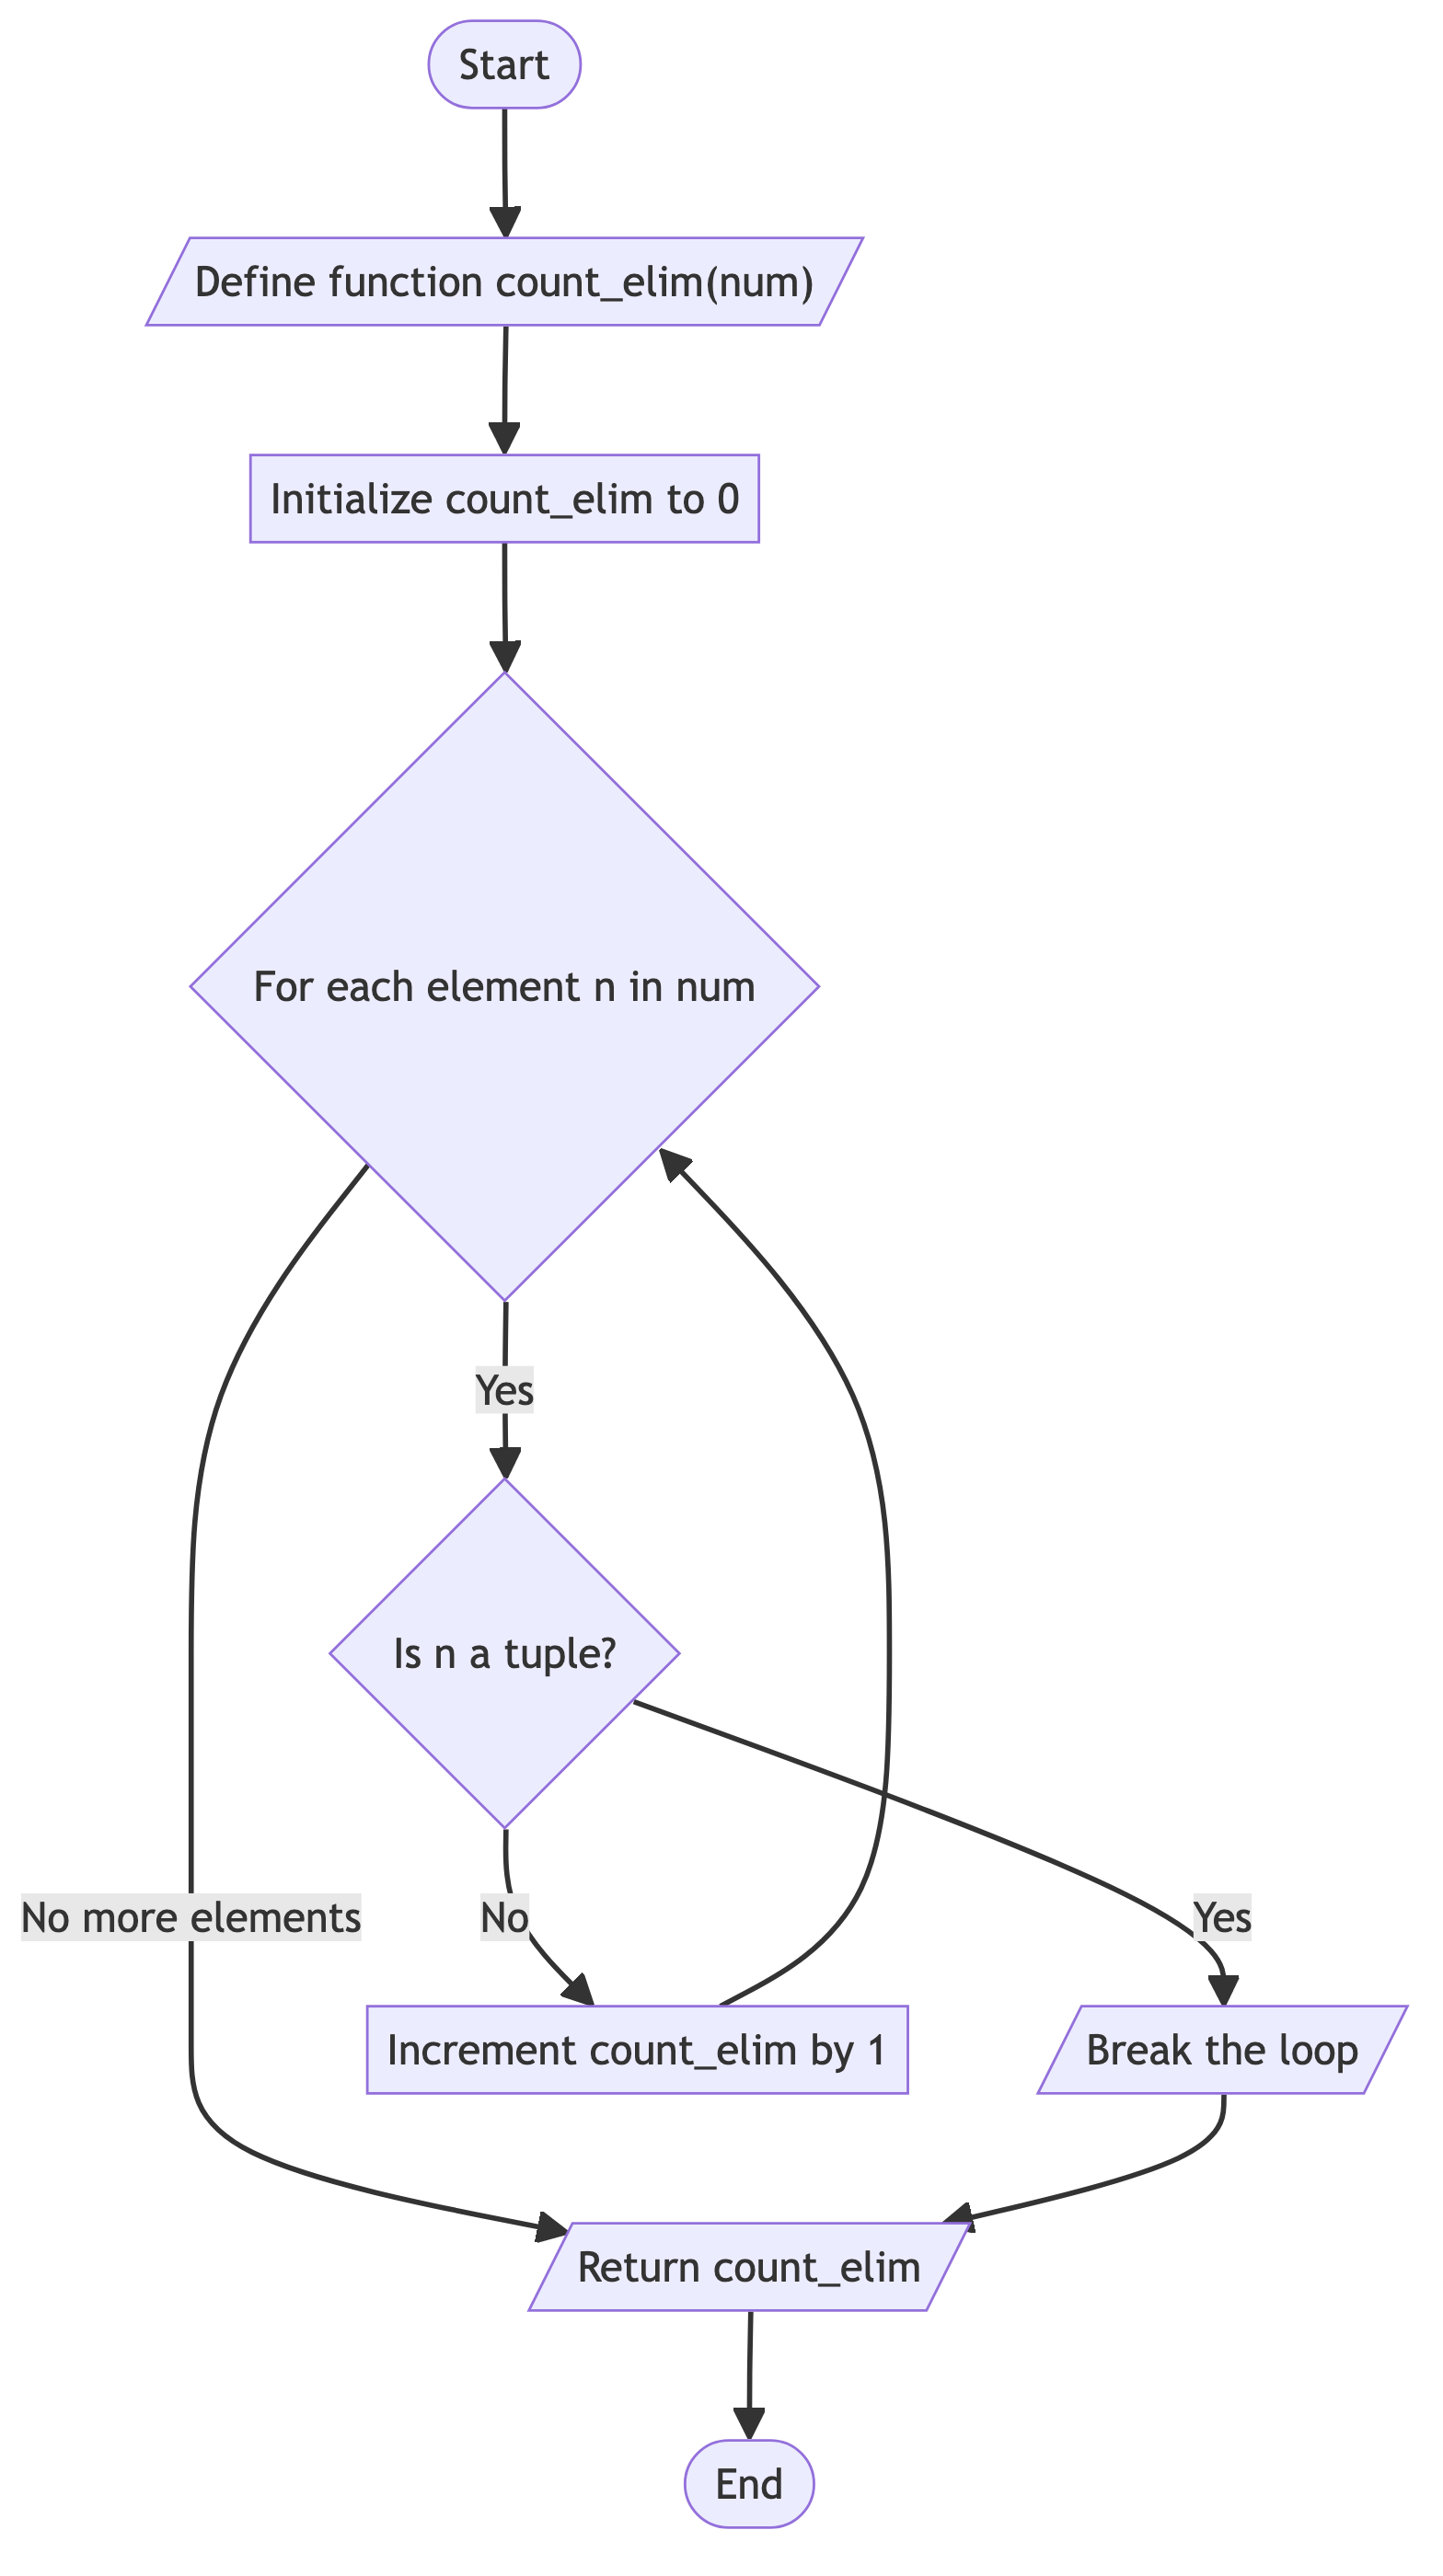 Start
Define function count_elim(num)
Initialize count_elim to 0
For each element n in num
Yes
Is n a tuple?
No more elements
No
Yes
Increment count_elim by 1
Break the loop
Return count_elim
End